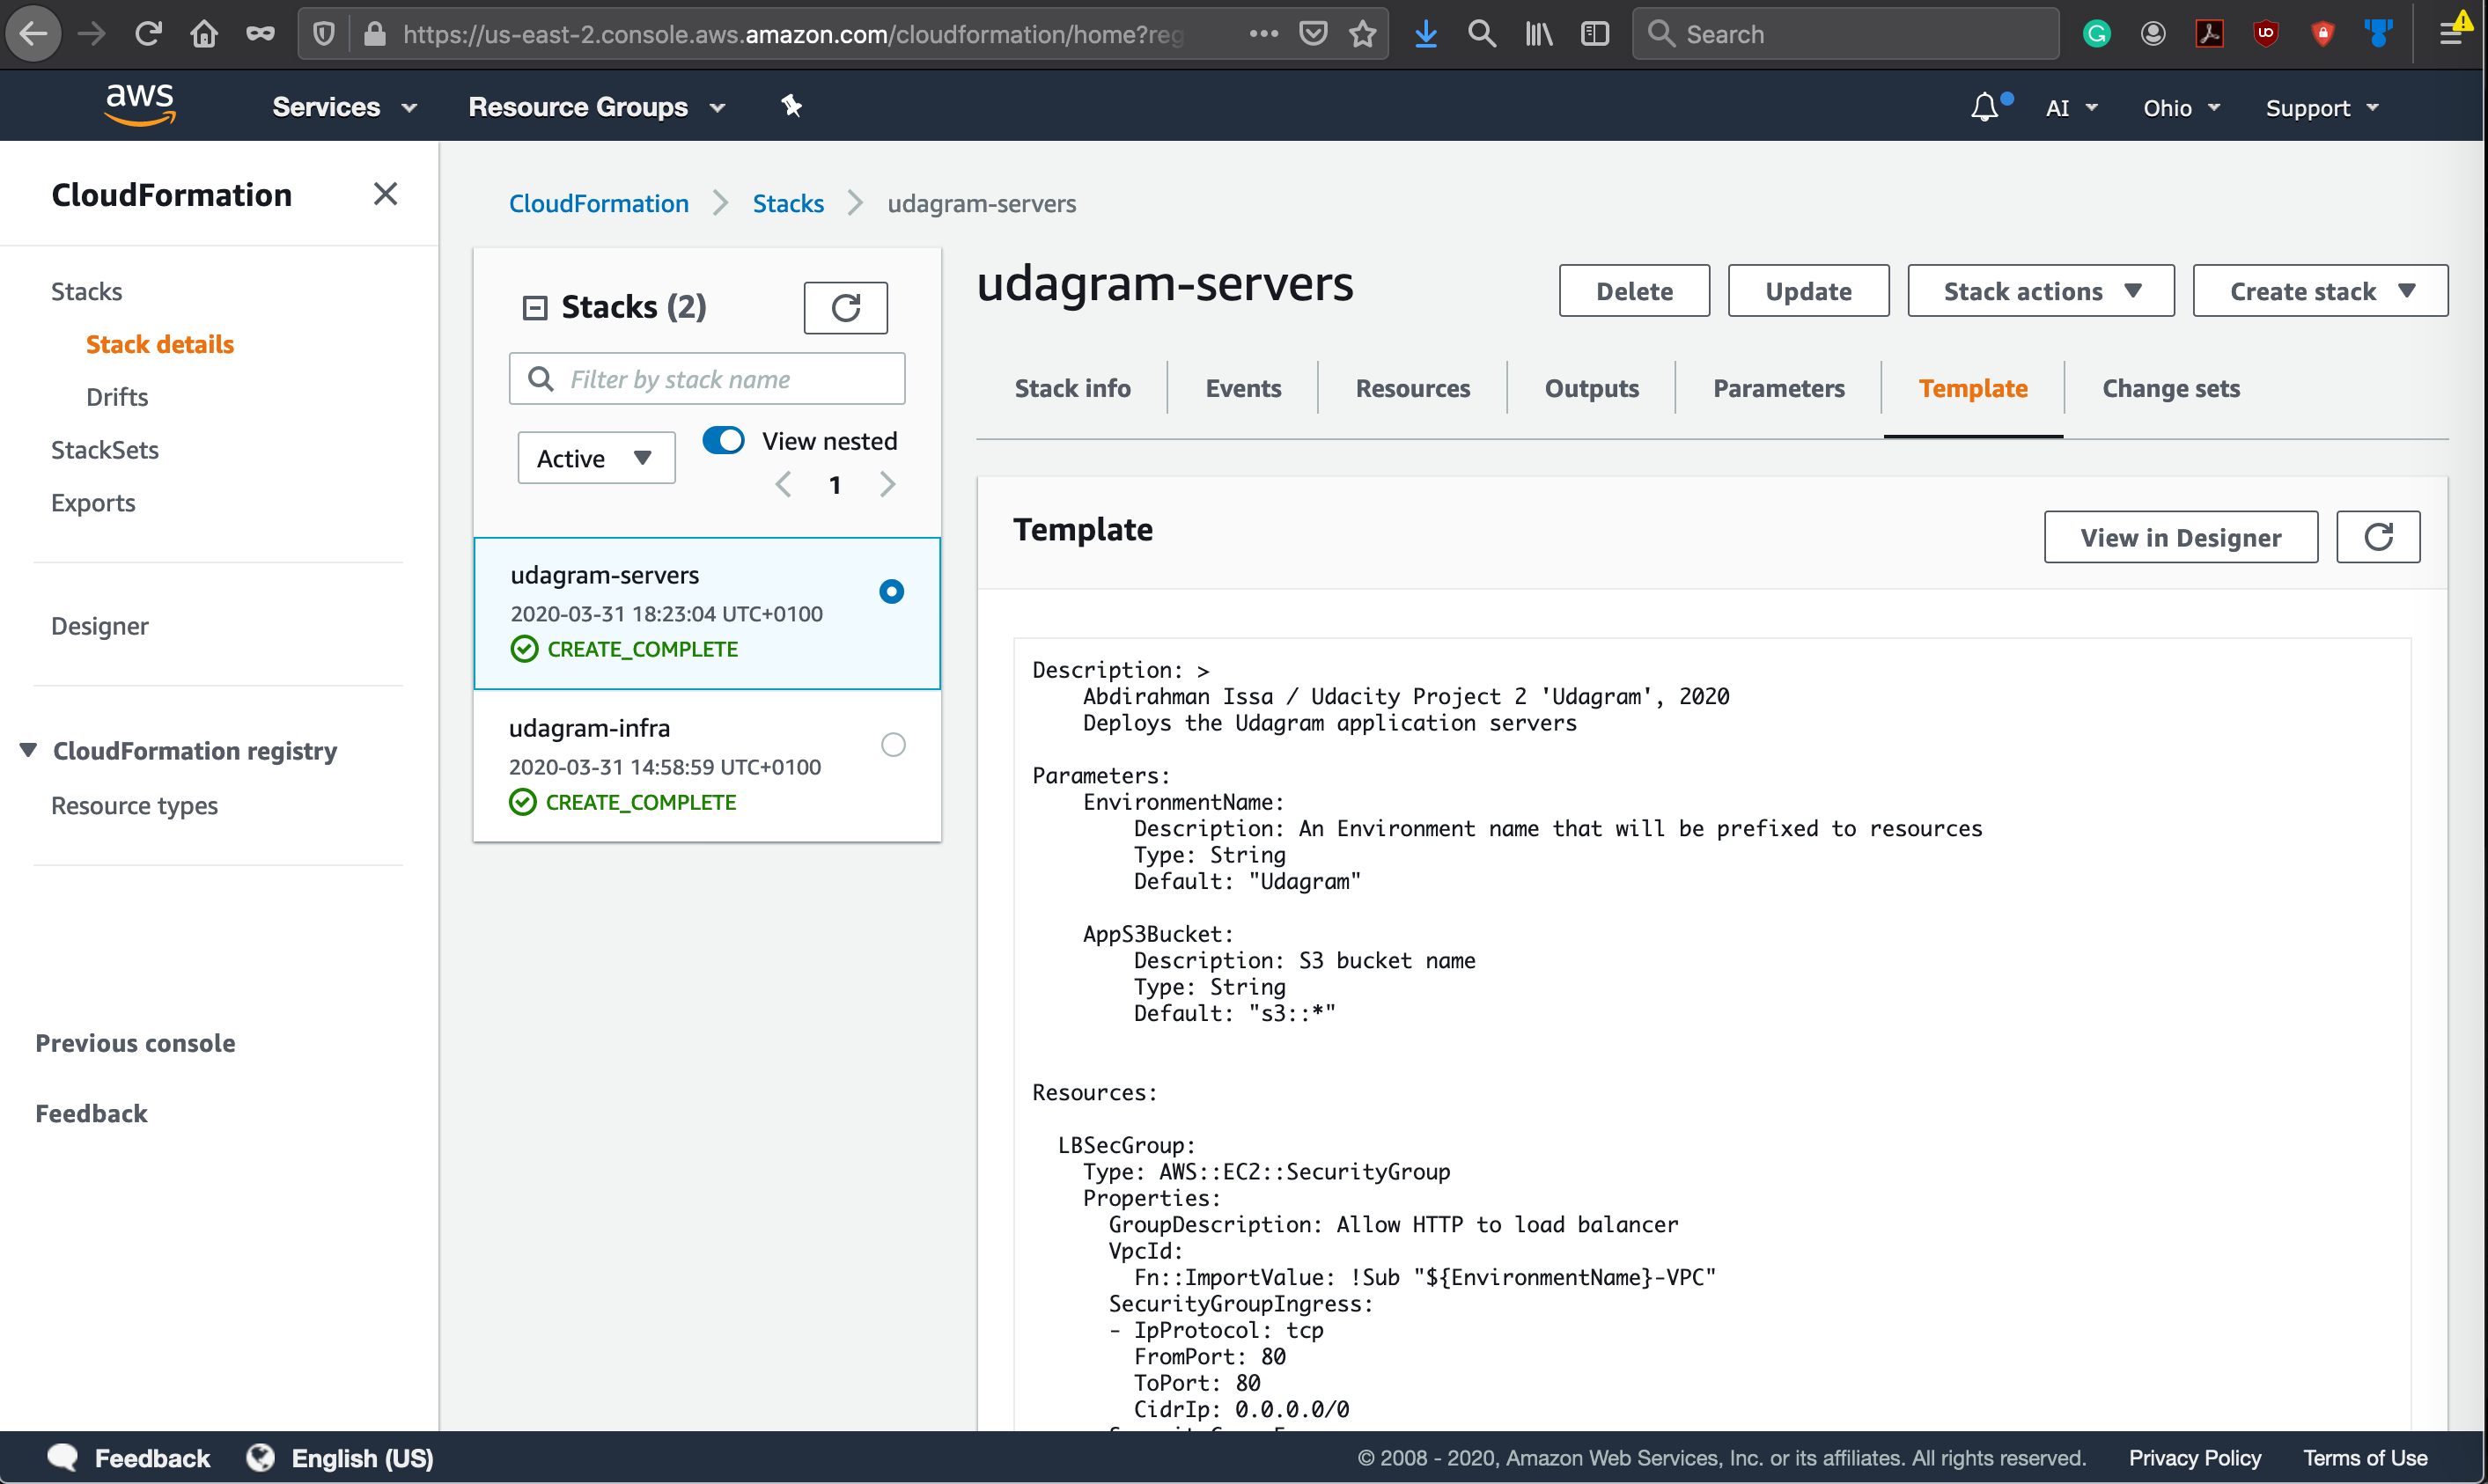 https://us-east-2.console.aws.amazon.com/cloudformation/home?reg
Search
aws
Services
Resource Groups
AI
Ohio
Support
CloudFormation
Stacks
Stack details
Drifts
StackSets
Exports
Designer
CloudFormation registry
Resource types
Previous console
Feedback
CloudFormation
Stacks
udagram-servers
Stacks (2)
Filter by stack name
Active
View nested
1
udagram-servers
2020-03-31 18:23:04 UTC+0100
CREATE_COMPLETE
udagram-infra
2020-03-31 14:58:59 UTC+0100
CREATE_COMPLETE
udagram-servers
Delete
Update
Stack actions
Create stack
Stack info
Events
Resources
Outputs
Parameters
Template
Change sets
Template
View in Designer
Description: >
Abdirahman Issa / Udacity Project 2 'Udagram', 2020
Deploys the Udagram application servers
Parameters:
EnvironmentName:
Description: An Environment name that will be prefixed to resources
Type: String
Default: "Udagram"
AppS3Bucket:
Description: S3 bucket name
Type: String
Default: "s3::*"
Resources:
LBSecGroup:
Type: AWS::EC2::SecurityGroup
Properties:
GroupDescription: Allow HTTP to load balancer
VpcId:
Fn::ImportValue: !Sub "${EnvironmentName}-VPC"
SecurityGroupIngress:
- IpProtocol: tcp
FromPort: 80
ToPort: 80
CidrIp: 0.0.0.0/0
Feedback
English (US)
© 2008 - 2020, Amazon Web Services, Inc. or its affiliates. All rights reserved.
Privacy Policy
Terms of Use